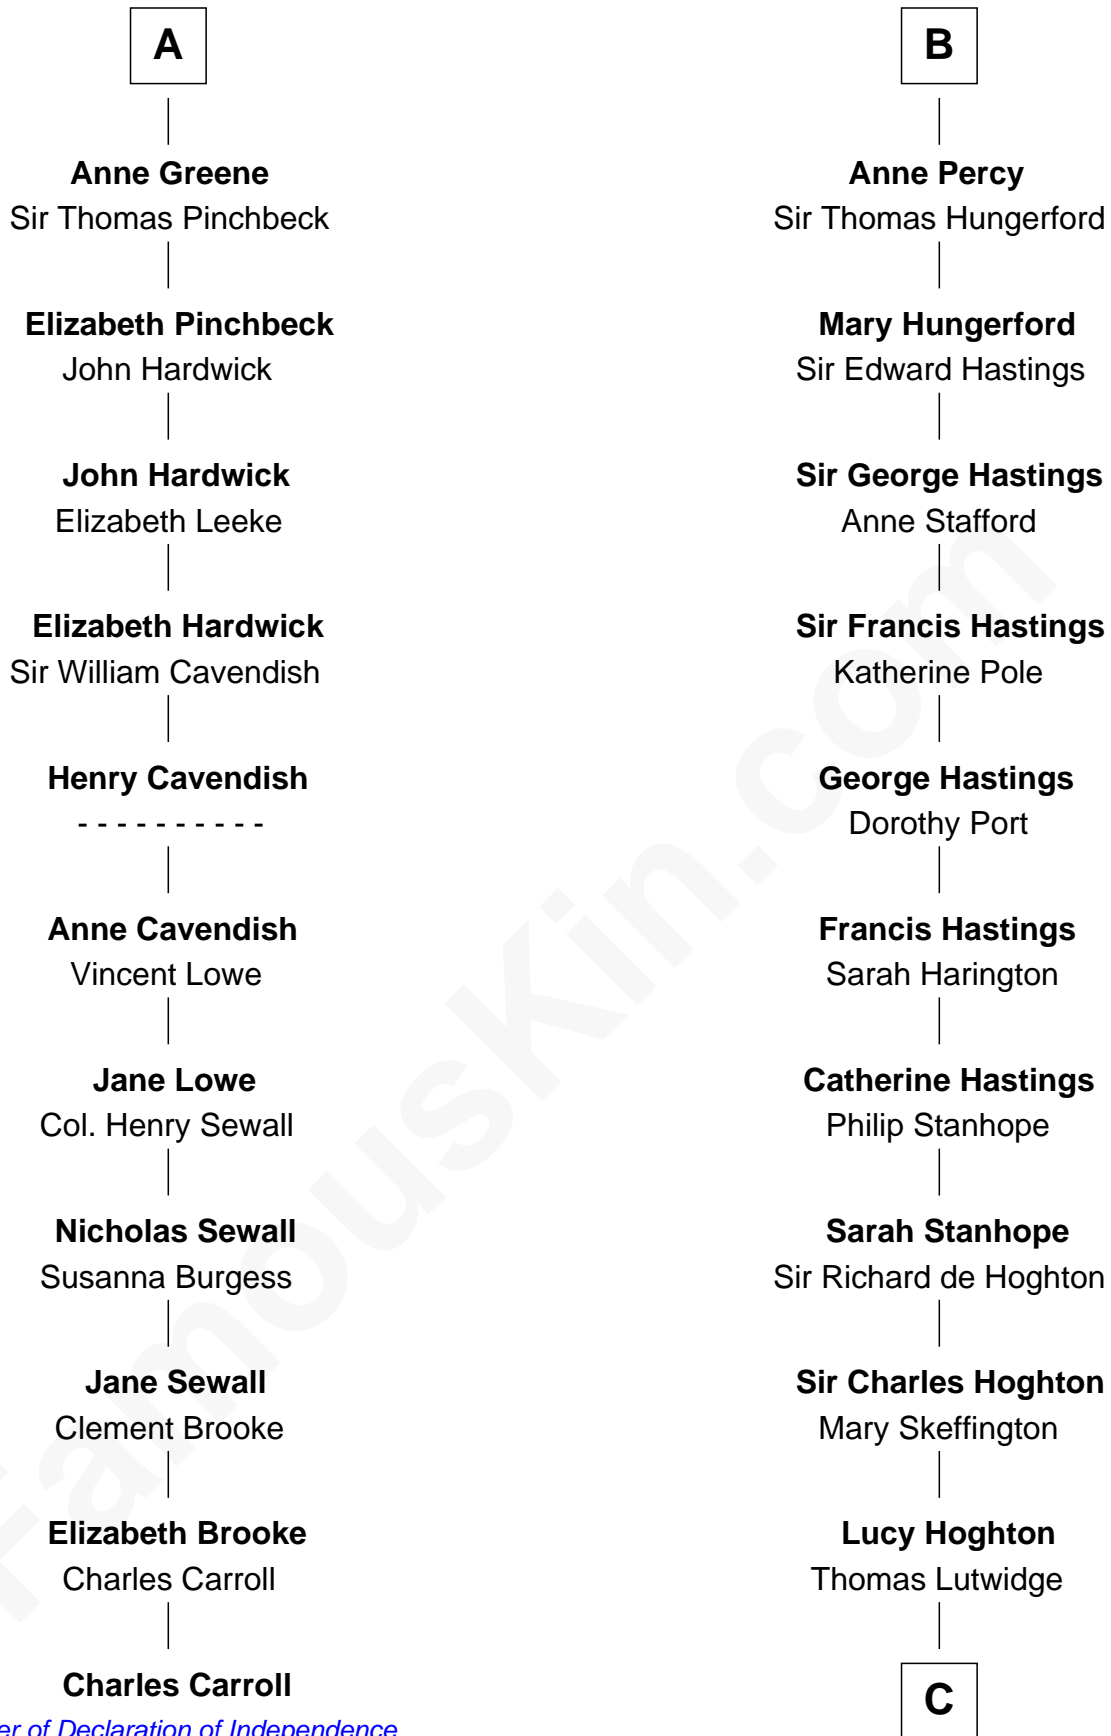 A
Anne Greene
Sir Thomas Pinchbeck
Elizabeth Pinchbeck
John Hardwick
John Hardwick
Elizabeth Leeke
Elizabeth Hardwick
Sir William Cavendish
Henry Cavendish
- - - - - - - - - -
Anne Cavendish
Vincent Lowe
Jane Lowe
Col. Henry Sewall
Nicholas Sewall
Susanna Burgess
Jane Sewall
Clement Brooke
Elizabeth Brooke
Charles Carroll
Charles Carroll
of Declaration of Independence
B
Anne Percy
Sir Thomas Hungerford
Mary Hungerford
Sir Edward Hastings
Sir George Hastings
Anne Stafford
Sir Francis Hastings
Katherine Pole
George Hastings
Dorothy Port
Francis Hastings
Sarah Harington
Catherine Hastings
Philip Stanhope
Sarah Stanhope
Sir Richard de Hoghton
Sir Charles Hoghton
Mary Skeffington
Lucy Hoghton
Thomas Lutwidge
C
FamousKin.com